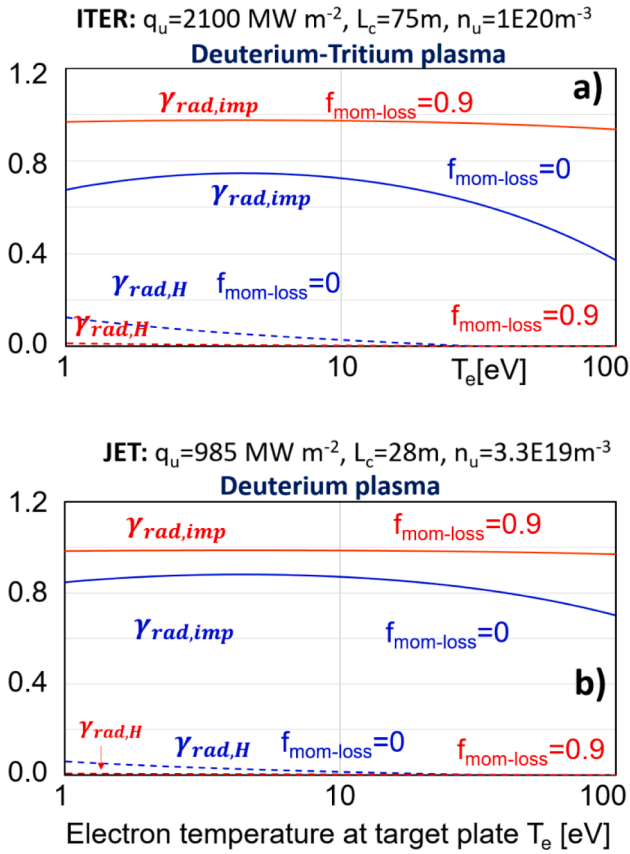 ITER: qᵤ=2100 MW m⁻², L_c=75m, nᵤ=1E20m⁻³
Deuterium-Tritium plasma
1.2
a)
γ_rad,imp f_mom-loss=0.9
0.8
f_mom-loss=0
γ_rad,imp
0.4
γ_rad,H f_mom-loss=0
γ_rad,H f_mom-loss=0.9
0.0
1 10 T_e[eV] 100
JET: qᵤ=985 MW m⁻², L_c=28m, nᵤ=3.3E19m⁻³
Deuterium plasma
1.2
γ_rad,imp f_mom-loss=0.9
0.8
γ_rad,imp f_mom-loss=0
0.4
b)
γ_rad,H γ_rad,H f_mom-loss=0 f_mom-loss=0.9
0.0
1 10 100
Electron temperature at target plate T_e [eV]